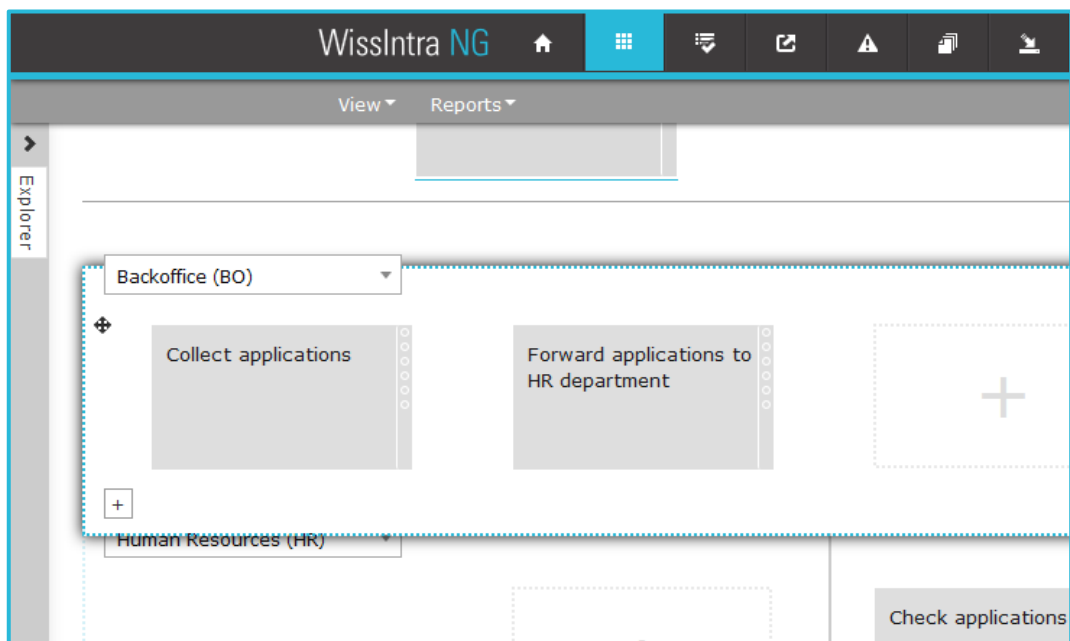 WissIntra NG
View Reports
Explorer
Backoffice (BO)
Collect applications
Forward applications to
HR department
+
Human Resources (HR)
Check applications